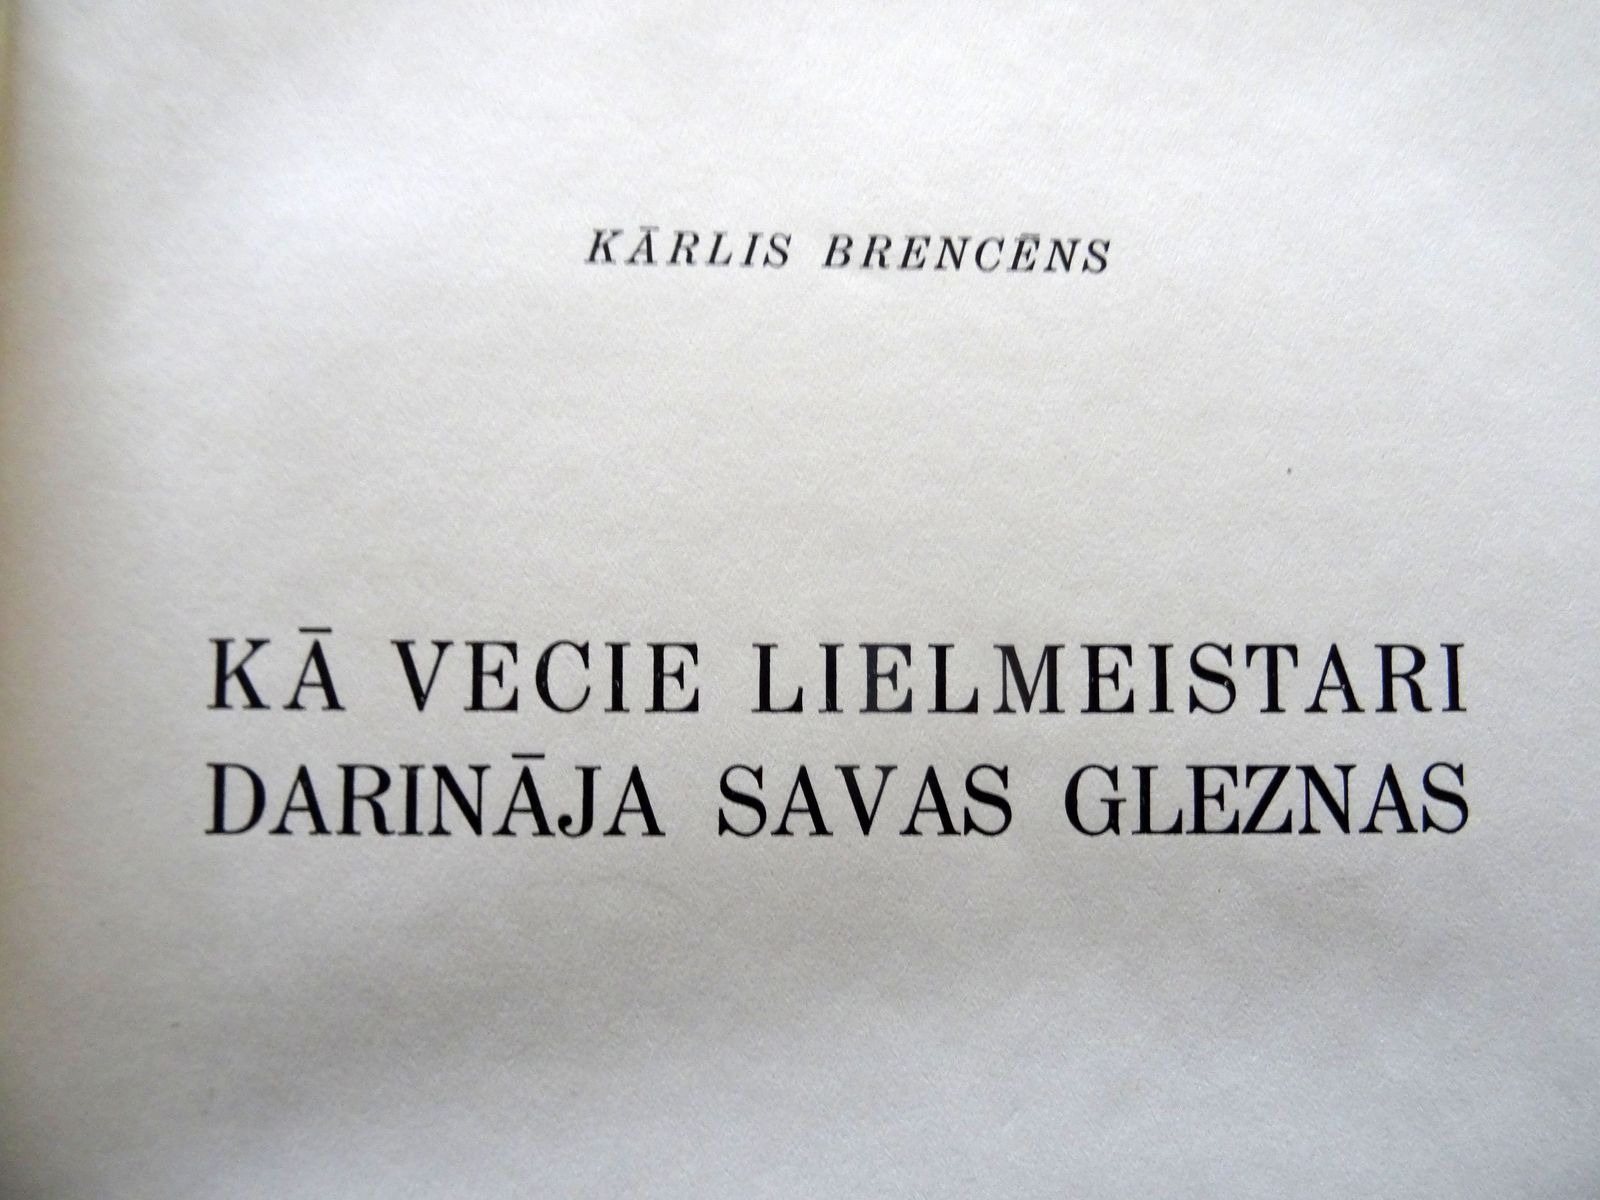 KĀRLIS BRENCĒNS
KĀ VECIE LIELMEISTARI
DARINĀJA SAVAS GLEZNAS